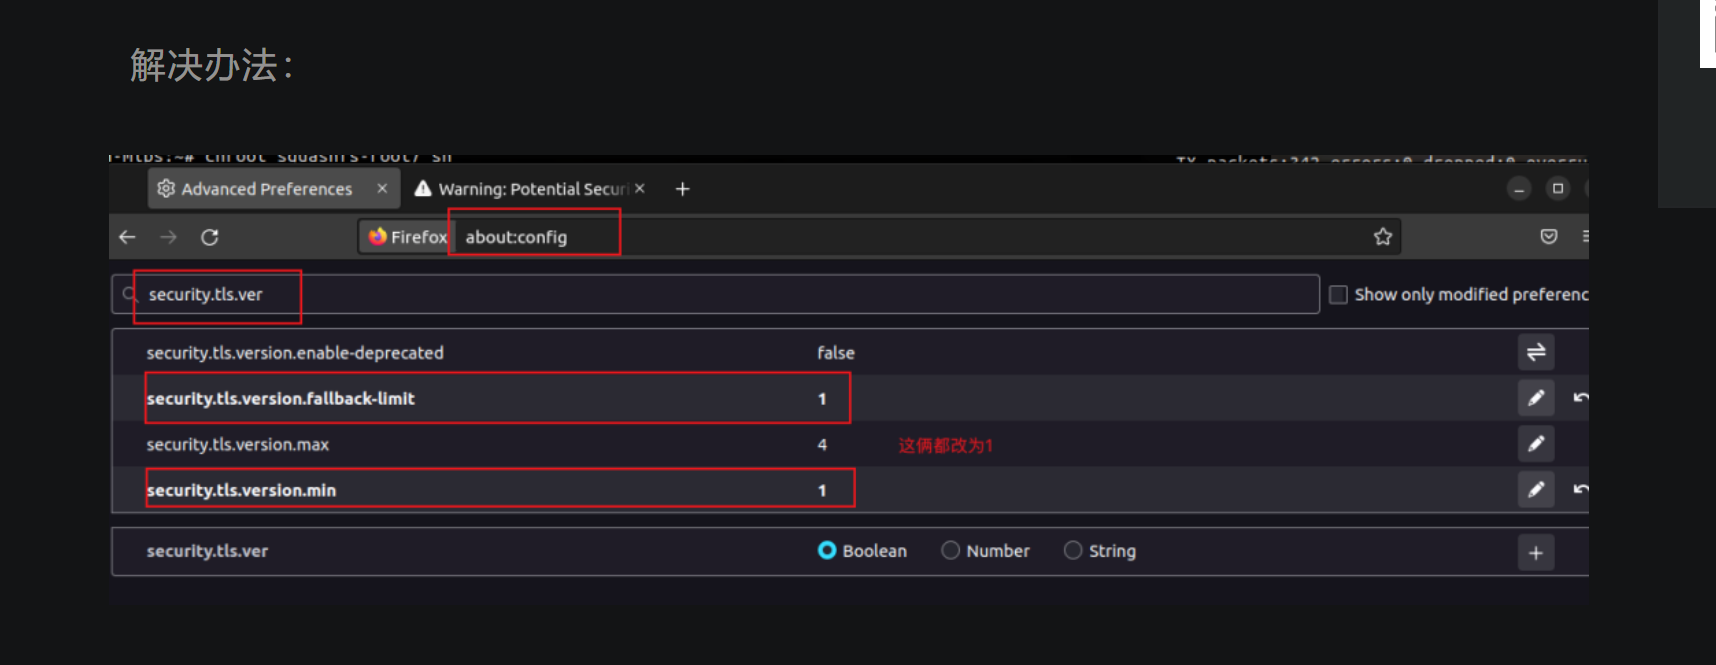 解决办法：
Advanced Preferences
Warning: Potential Securi
Firefox about:config
security.tls.ver
Show only modified preferenc
security.tls.version.enable-deprecated false
security.tls.version.fallback-limit 1
security.tls.version.max 4 这俩都改为1
security.tls.version.min 1
security.tls.ver Boolean Number String